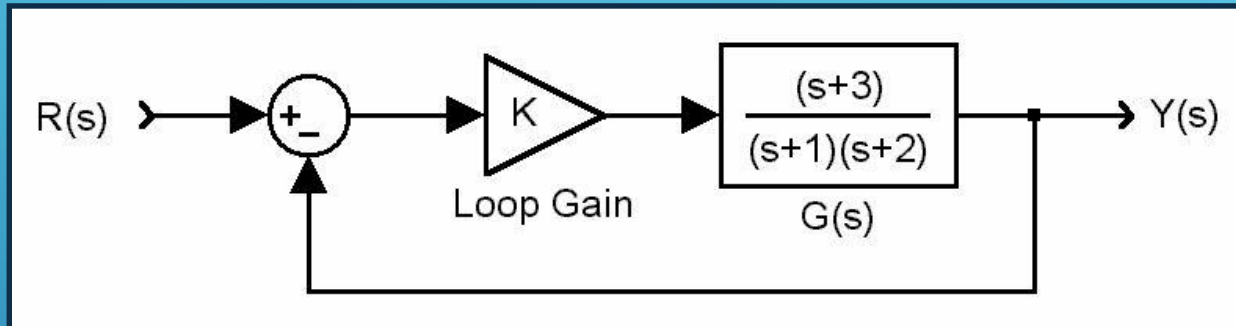 R(s)
+
−
K
Loop Gain
(s+3)
(s+1)(s+2)
G(s)
Y(s)